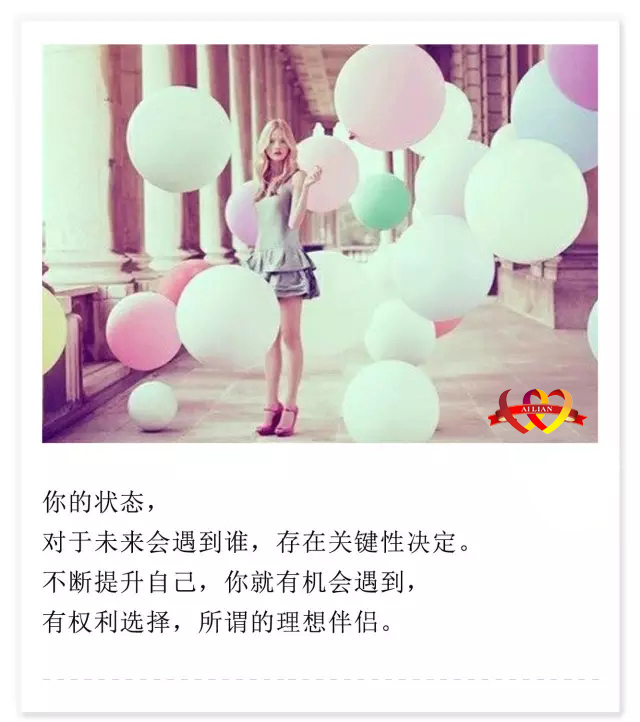 AI LIAN
你的状态，
对于未来会遇到谁，存在关键性决定。
不断提升自己，你就有机会遇到，
有权利选择，所谓的理想伴侣。